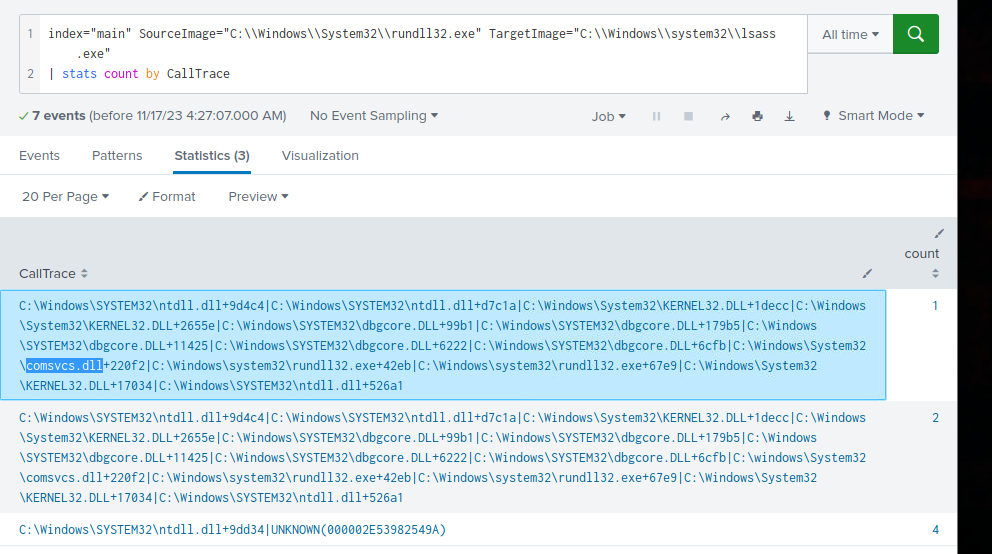 1 index="main" SourceImage="C:\\Windows\\System32\\rundll32.exe" TargetImage="C:\\Windows\\system32\\lsass
.exe"
2 | stats count by CallTrace
All time
7 events (before 11/17/23 4:27:07.000 AM) No Event Sampling Job Smart Mode
Events Patterns Statistics (3) Visualization
20 Per Page Format Preview
CallTrace count
C:\Windows\SYSTEM32\ntdll.dll+9d4c4|C:\Windows\SYSTEM32\ntdll.dll+d7c1a|C:\Windows\System32\KERNEL32.DLL+1decc|C:\Windows 1
\System32\KERNEL32.DLL+2655e|C:\Windows\SYSTEM32\dbgcore.DLL+99b1|C:\Windows\SYSTEM32\dbgcore.DLL+179b5|C:\Windows
\SYSTEM32\dbgcore.DLL+11425|C:\Windows\SYSTEM32\dbgcore.DLL+6222|C:\Windows\SYSTEM32\dbgcore.DLL+6cfb|C:\Windows\System32
\comsvcs.dll+220f2|C:\Windows\system32\rundll32.exe+42eb|C:\Windows\system32\rundll32.exe+67e9|C:\Windows\System32
\KERNEL32.DLL+17034|C:\Windows\SYSTEM32\ntdll.dll+526a1
C:\Windows\SYSTEM32\ntdll.dll+9d4c4|C:\Windows\SYSTEM32\ntdll.dll+d7c1a|C:\Windows\System32\KERNEL32.DLL+1decc|C:\Windows 2
\System32\KERNEL32.DLL+2655e|C:\Windows\SYSTEM32\dbgcore.DLL+99b1|C:\Windows\SYSTEM32\dbgcore.DLL+179b5|C:\Windows
\SYSTEM32\dbgcore.DLL+11425|C:\Windows\SYSTEM32\dbgcore.DLL+6222|C:\Windows\SYSTEM32\dbgcore.DLL+6cfb|c:\windows\System32
\comsvcs.dll+220f2|C:\Windows\system32\rundll32.exe+42eb|C:\Windows\system32\rundll32.exe+67e9|C:\Windows\System32
\KERNEL32.DLL+17034|C:\Windows\SYSTEM32\ntdll.dll+526a1
C:\Windows\SYSTEM32\ntdll.dll+9dd34|UNKNOWN(000002E53982549A) 4